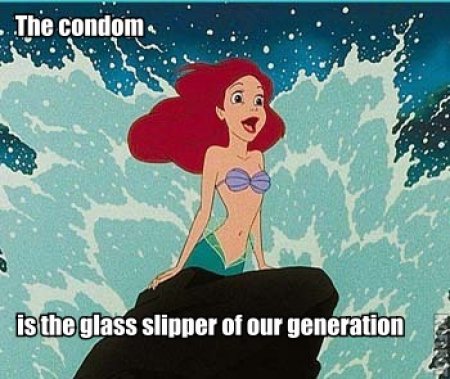 The condom
is the glass slipper of our generation